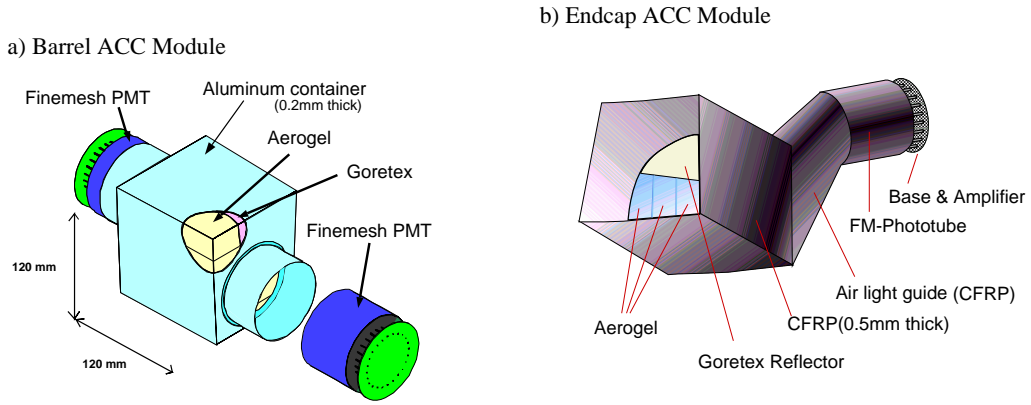 a) Barrel ACC Module
Finemesh PMT
Aluminum container
(0.2mm thick)
Aerogel
Goretex
Finemesh PMT
120 mm
120 mm
b) Endcap ACC Module
Base & Amplifier
FM-Phototube
Air light guide (CFRP)
CFRP(0.5mm thick)
Aerogel
Goretex Reflector